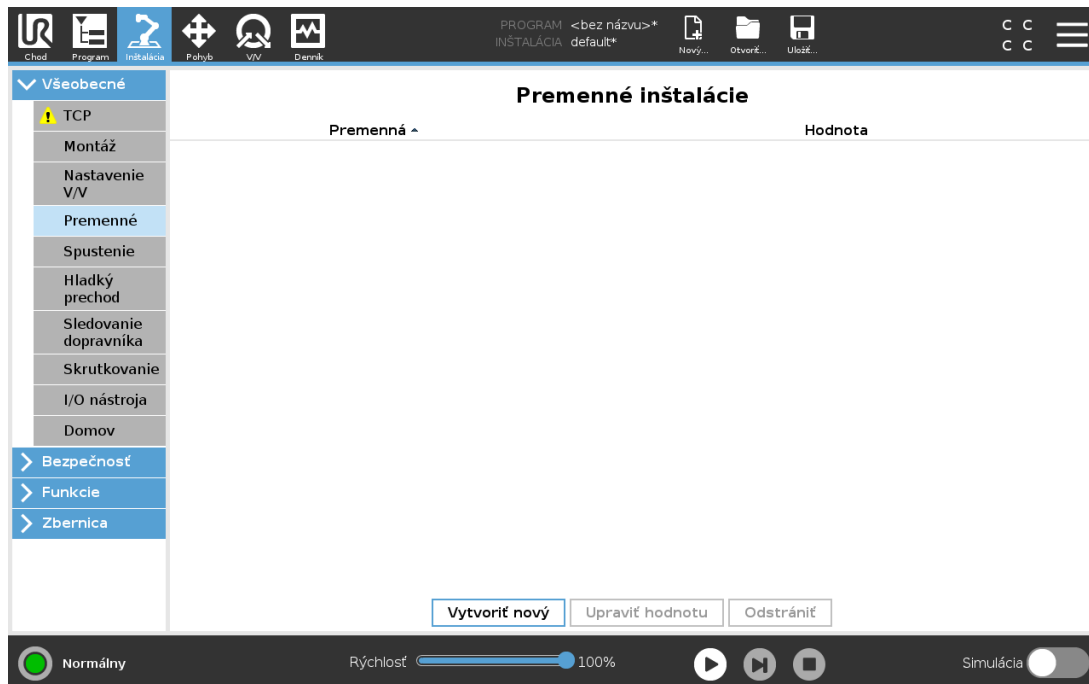 PROGRAM <bez názvu>*
INŠTALÁCIA default*
Chod
Program
Inštalácia
Pohyb
V/V
Denník
Nový...
Otvoriť...
Uložiť...
C C
C C
Všeobecné
TCP
Montáž
Nastavenie
V/V
Premenné
Spustenie
Hladký
prechod
Sledovanie
dopravníka
Skrutkovanie
I/O nástroja
Domov
Bezpečnosť
Funkcie
Zbernica
Premenné inštalácie
Premenná
Hodnota
Vytvoriť nový
Upraviť hodnotu
Odstrániť
Normálny
Rýchlosť
100%
Simulácia